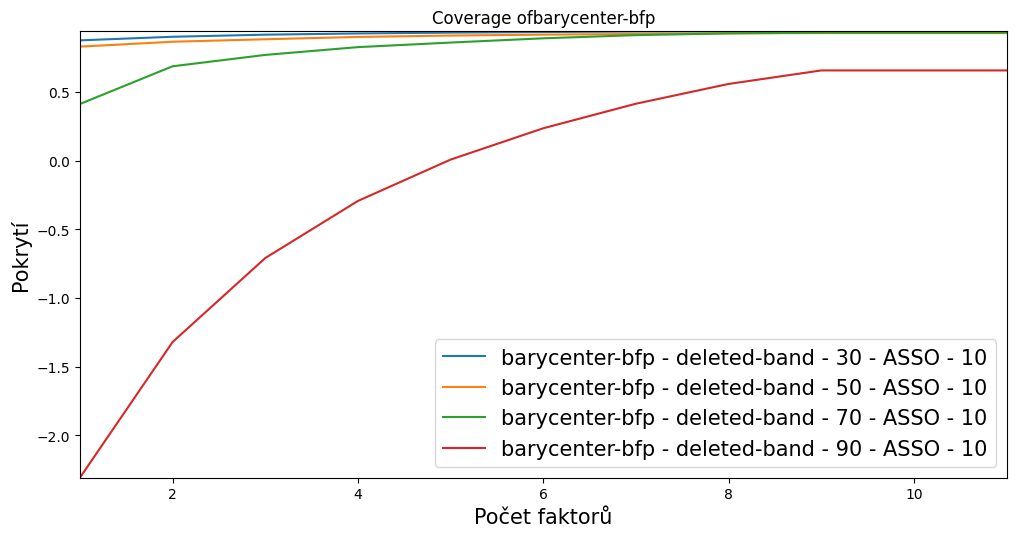 Coverage ofbarycenter-bfp
0.5
0.0
−0.5
−1.0
−1.5
−2.0
Pokrytí
barycenter-bfp - deleted-band - 30 - ASSO - 10
barycenter-bfp - deleted-band - 50 - ASSO - 10
barycenter-bfp - deleted-band - 70 - ASSO - 10
barycenter-bfp - deleted-band - 90 - ASSO - 10
2 4 6 8 10
Počet faktorů